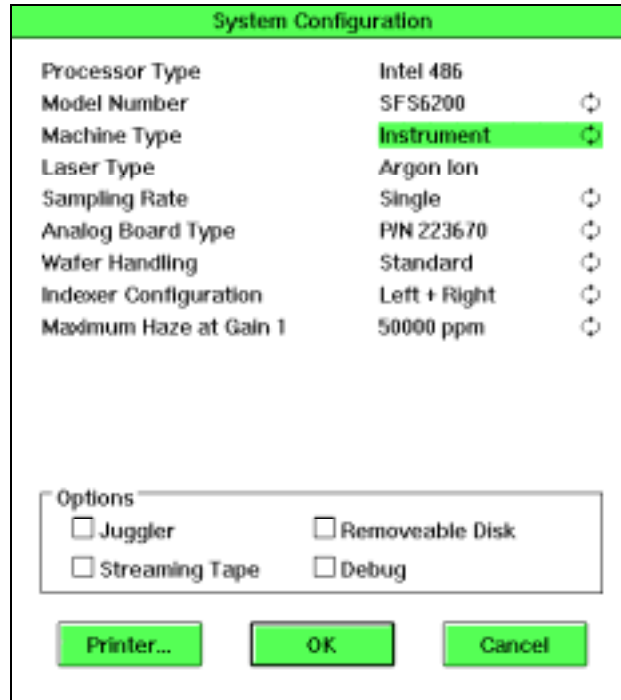 System Configuration
Processor Type Intel 486
Model Number SFS6200
Machine Type Instrument
Laser Type Argon Ion
Sampling Rate Single
Analog Board Type P/N 223670
Wafer Handling Standard
Indexer Configuration Left + Right
Maximum Haze at Gain 1 50000 ppm
Options
Juggler Removeable Disk
Streaming Tape Debug
Printer... OK Cancel